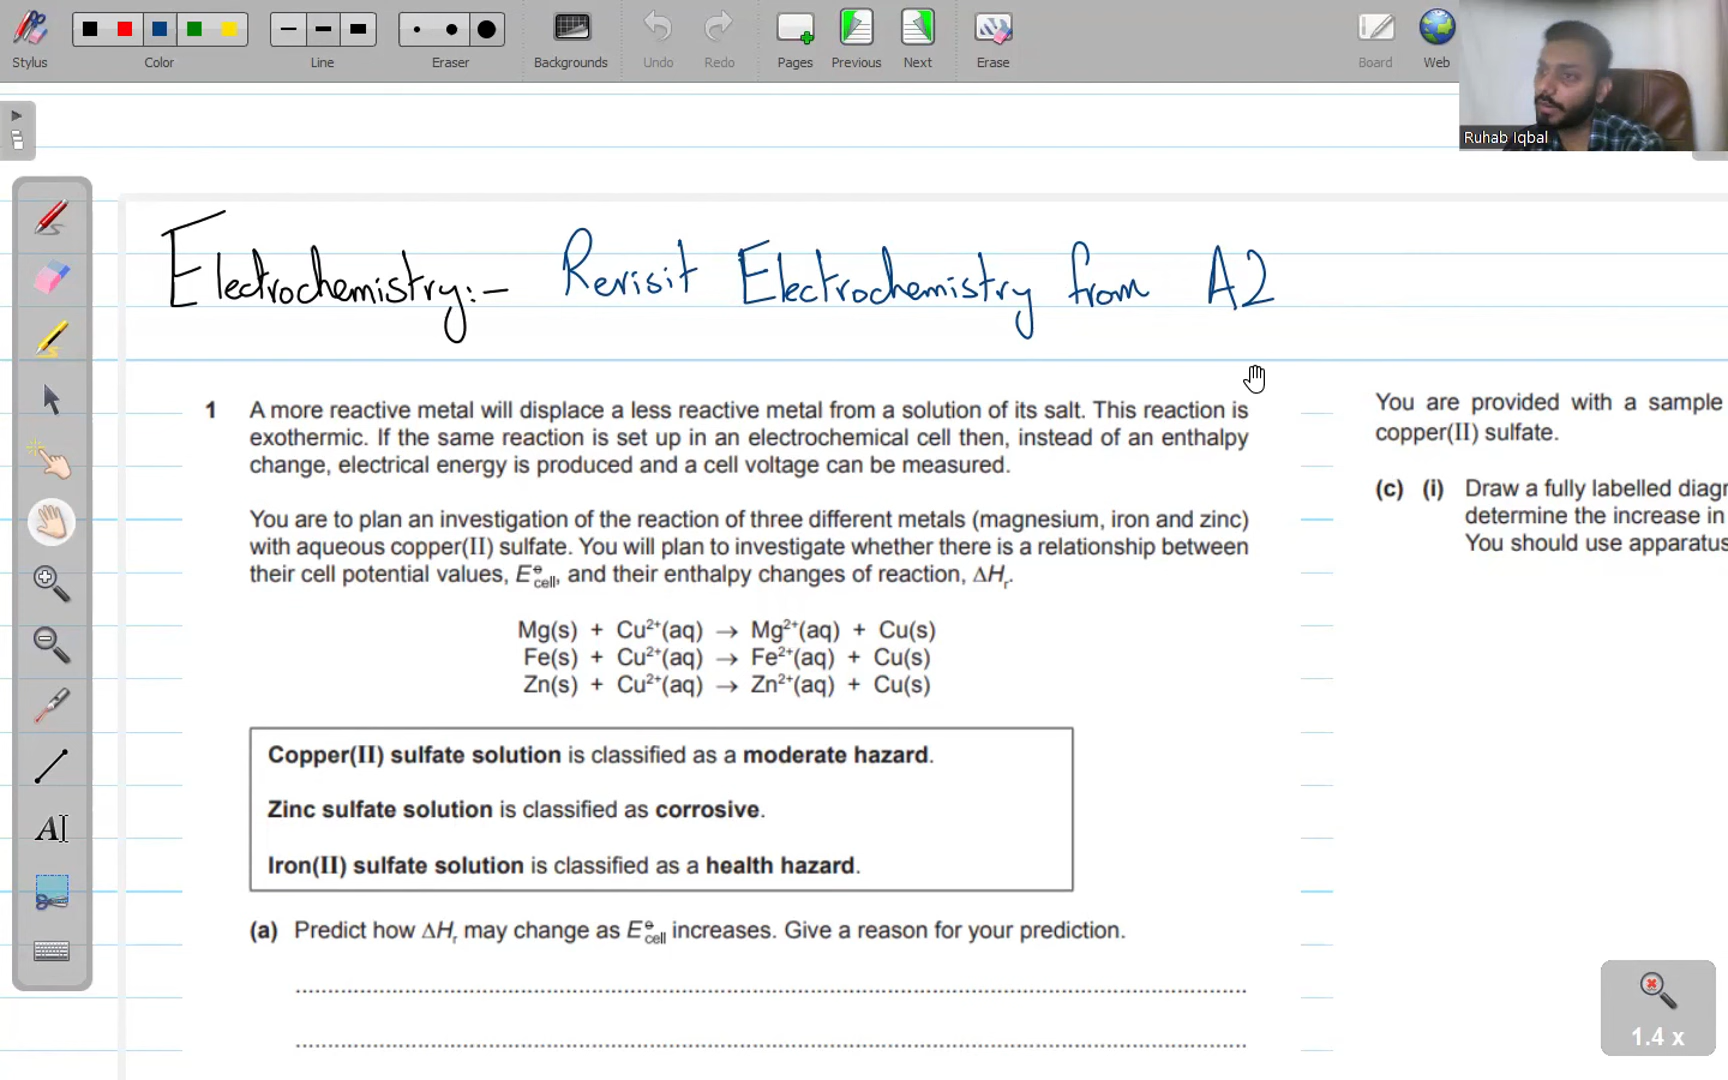 Stylus
Color
Line
Eraser
Backgrounds
Undo
Redo
Pages
Previous
Next
Erase
Board
Web
Ruhab Iqbal
Electrochemistry:- Revisit Electrochemistry from A2
1 A more reactive metal will displace a less reactive metal from a solution of its salt. This reaction is
exothermic. If the same reaction is set up in an electrochemical cell then, instead of an enthalpy
change, electrical energy is produced and a cell voltage can be measured.
You are to plan an investigation of the reaction of three different metals (magnesium, iron and zinc)
with aqueous copper(II) sulfate. You will plan to investigate whether there is a relationship between
their cell potential values, E⦵cell, and their enthalpy changes of reaction, ΔHr.
Mg(s) + Cu²⁺(aq) → Mg²⁺(aq) + Cu(s)
Fe(s) + Cu²⁺(aq) → Fe²⁺(aq) + Cu(s)
Zn(s) + Cu²⁺(aq) → Zn²⁺(aq) + Cu(s)
Copper(II) sulfate solution is classified as a moderate hazard.
Zinc sulfate solution is classified as corrosive.
Iron(II) sulfate solution is classified as a health hazard.
(a) Predict how ΔHr may change as E⦵cell increases. Give a reason for your prediction.
You are provided with a sample
copper(II) sulfate.
(c) (i) Draw a fully labelled diagr
determine the increase in
You should use apparatus
1.4 x